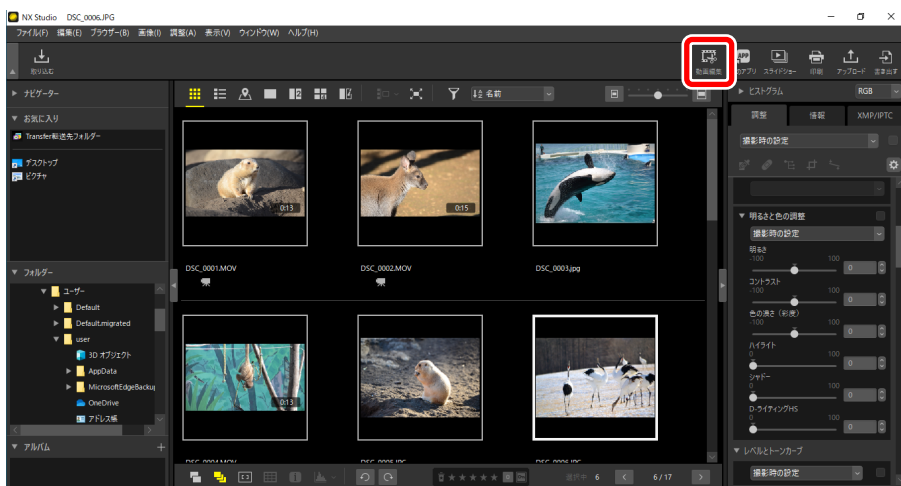 NX Studio DSC_0006.JPG
ファイル(F) 編集(E) ブラウザー(B) 画像(I) 調整(A) 表示(V) ウィンドウ(W) ヘルプ(H)
取り込む
動画編集
のアプリ
スライドショー
印刷
アップロード
書き出す
ナビゲーター
名前
ヒストグラム
RGB
お気に入り
Transfer転送先フォルダー
デスクトップ
ピクチャ
調整
情報
XMP/IPTC
撮影時の設定
0:13
0:15
DSC_0001.MOV
DSC_0002.MOV
DSC_0003.jpg
明るさと色の調整
撮影時の設定
明るさ
-100 100
0
コントラスト
-100 100
0
色の濃さ（彩度）
-100 100
0
ハイライト
0 100
0
シャドー
0 100
0
D-ライティングHS
0 100
0
フォルダー
ユーザー
Default
Default.migrated
user
3D オブジェクト
AppData
MicrosoftEdgeBackup
OneDrive
アドレス帳
0:13
アルバム
レベルとトーンカーブ
撮影時の設定
選択中 6
6/17